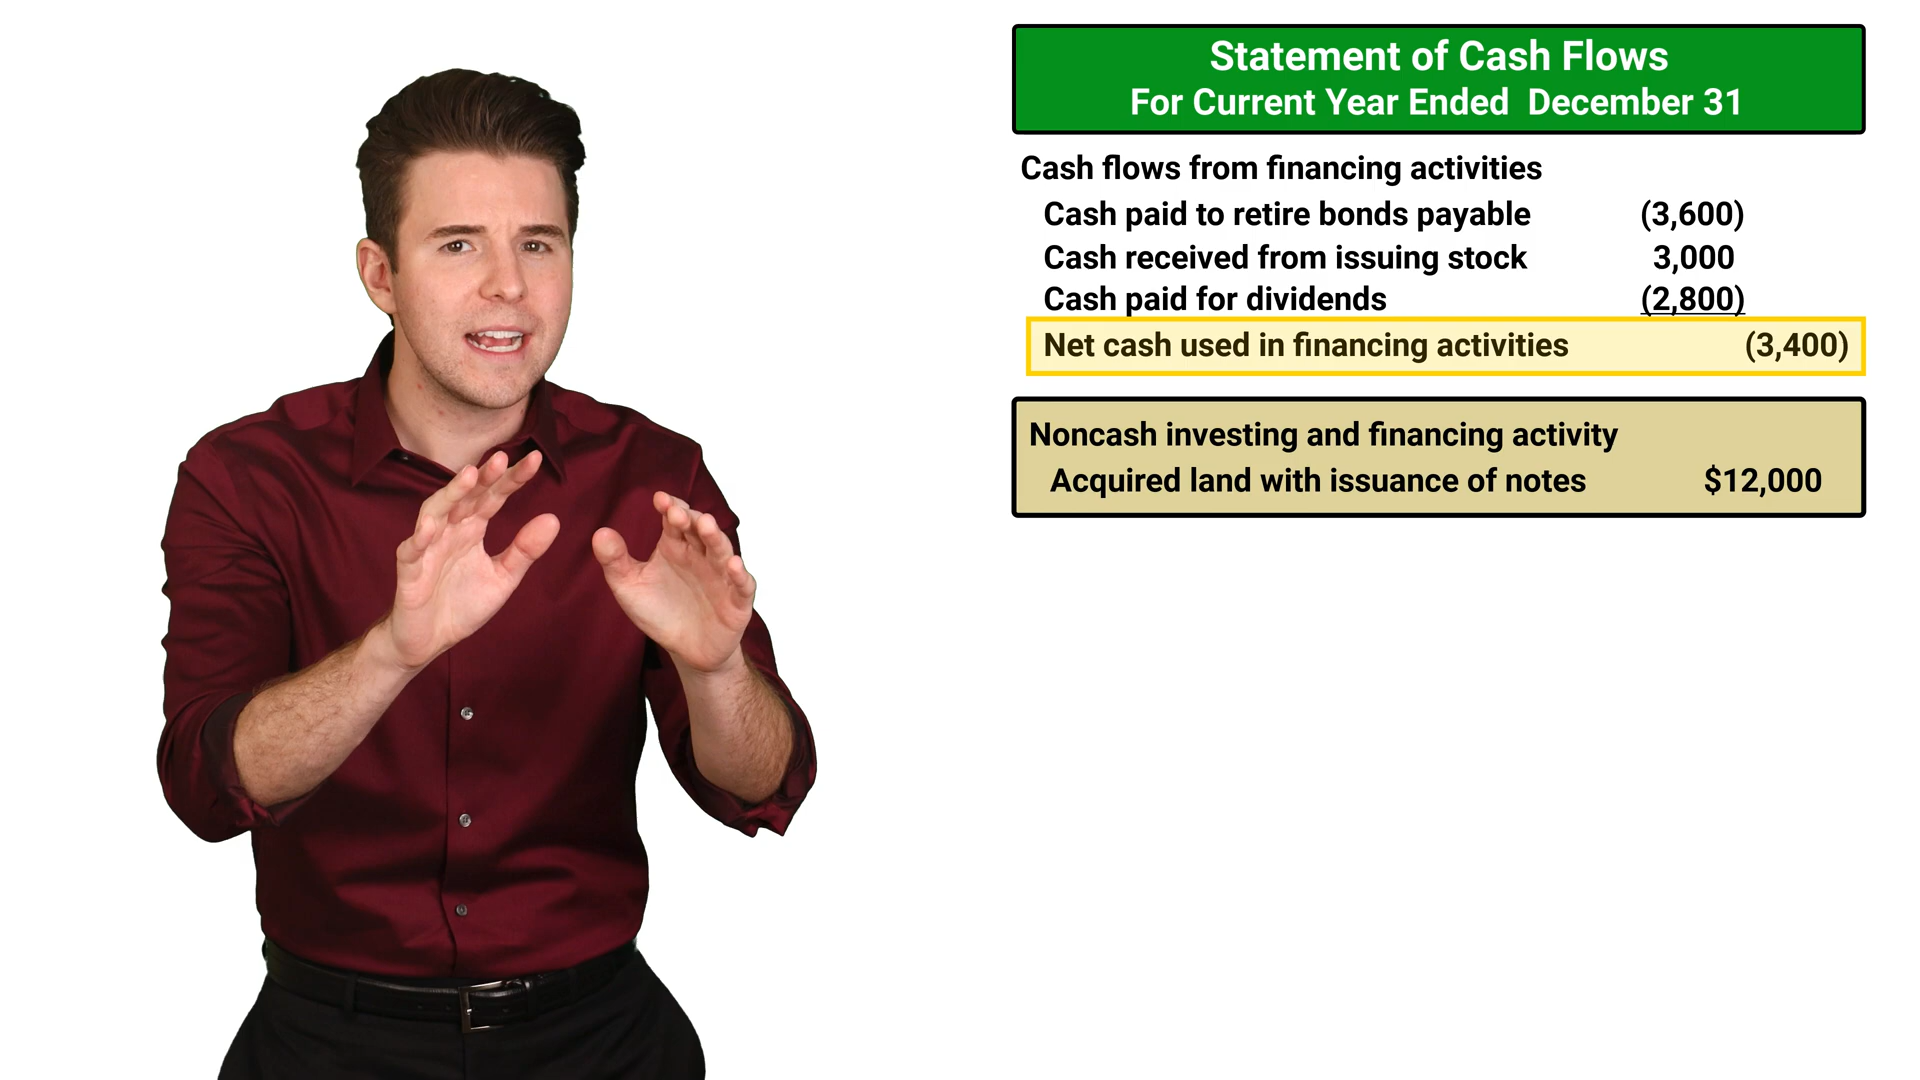 Statement of Cash Flows
For Current Year Ended December 31
Cash flows from financing activities
Cash paid to retire bonds payable (3,600)
Cash received from issuing stock 3,000
Cash paid for dividends (2,800)
Net cash used in financing activities (3,400)
Noncash investing and financing activity
Acquired land with issuance of notes $12,000